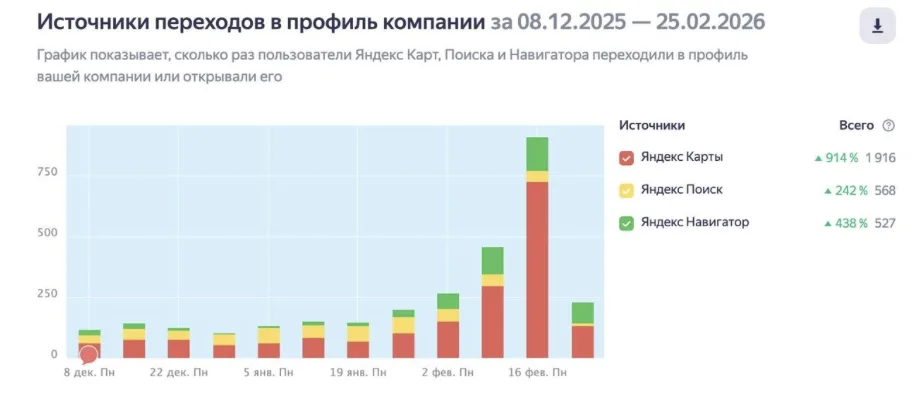 Источники переходов в профиль компании за 08.12.2025 — 25.02.2026
График показывает, сколько раз пользователи Яндекс Карт, Поиска и Навигатора переходили в профиль
вашей компании или открывали его
Источники Всего ?
Яндекс Карты ▲ 914 % 1 916
Яндекс Поиск ▲ 242 % 568
Яндекс Навигатор ▲ 438 % 527
750
500
250
0
8 дек. Пн 22 дек. Пн 5 янв. Пн 19 янв. Пн 2 фев. Пн 16 фев. Пн